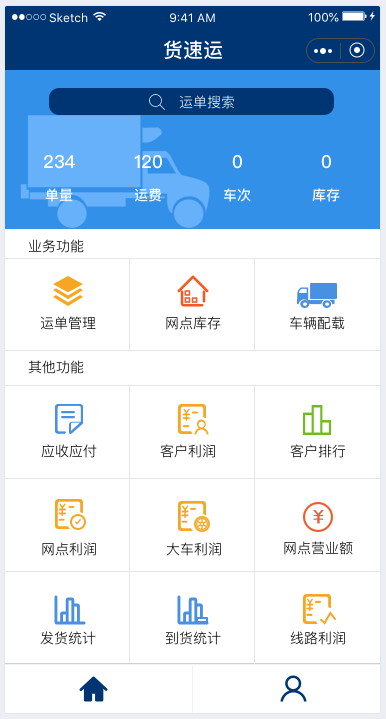 Sketch 9:41 AM 100%
货速运
运单搜索
234 120 0 0
单量 运费 车次 库存
业务功能
运单管理 网点库存 车辆配载
其他功能
应收应付 客户利润 客户排行
网点利润 大车利润 网点营业额
发货统计 到货统计 线路利润